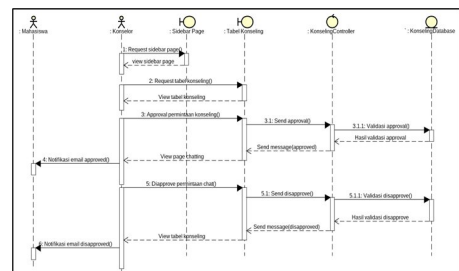 : Mahasiswa
: Konselor
: Sidebar Page
: Tabel Konseling
: KonselingController
: KonselingDatabase
1: Request sidebar page()
view sidebar page
2: Request tabel konseling()
View tabel konseling
3: Approval permintaan konseling()
3.1: Send approval()
3.1.1: Validasi approval()
Hasil validasi approval
Send message(approved)
View page chatting
4: Notifikasi email approved()
5: Diapprove permintaan chat()
5.1: Send disapprove()
5.1.1: Validasi disapprove()
Hasil validasi disapprove
Send message(disapproved)
View tabel konseling
6: Notifikasi email disapproved()